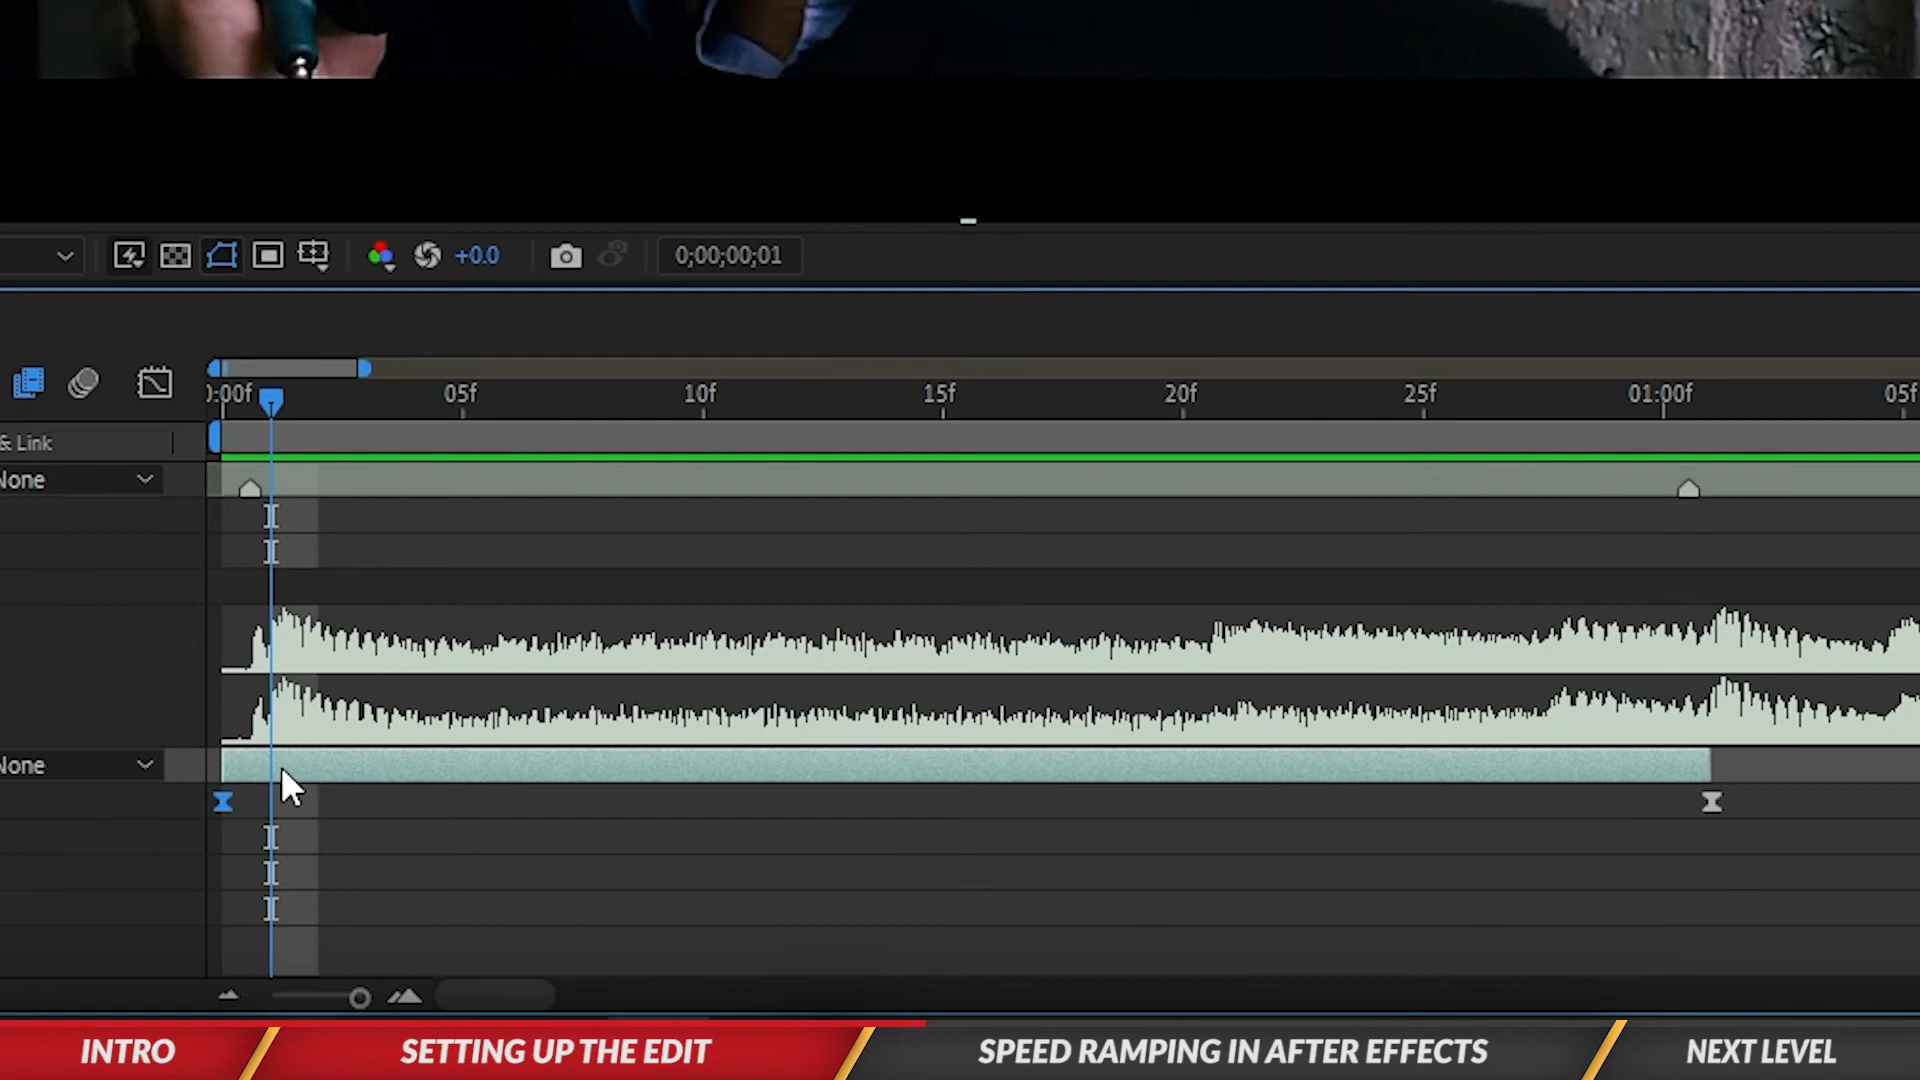 +0.0 0;00;00;01
0:00f 05f 10f 15f 20f 25f 01:00f 05f
& Link
None
None
INTRO SETTING UP THE EDIT SPEED RAMPING IN AFTER EFFECTS NEXT LEVEL